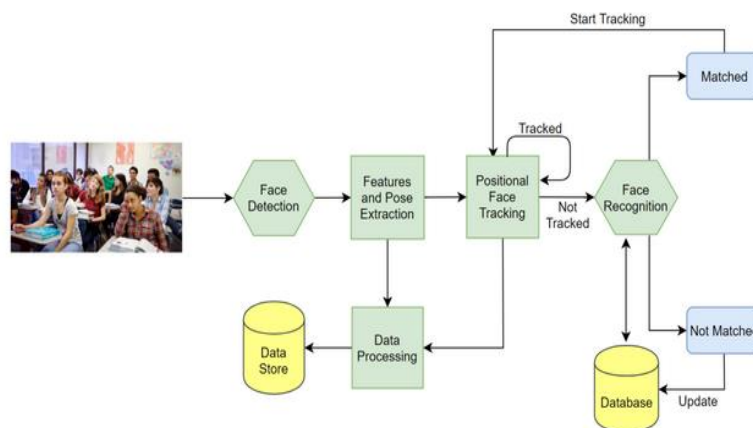 Start Tracking
Matched
Tracked
Face
Detection
Features
and Pose
Extraction
Positional
Face
Tracking
Not
Tracked
Face
Recognition
Data
Store
Data
Processing
Not Matched
Database
Update